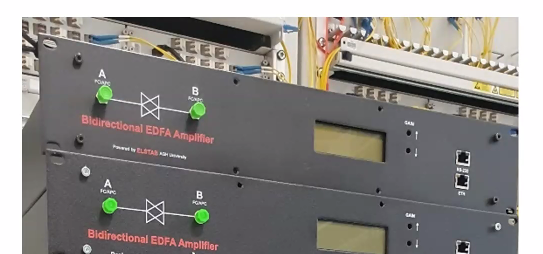 A
FC/APC
B
FC/APC
Bidirectional EDFA Amplifier
Powered by ELSTAB AGH University
GAIN
RS-232
ETH
A
FC/APC
B
FC/APC
Bidirectional EDFA Amplifier
GAIN